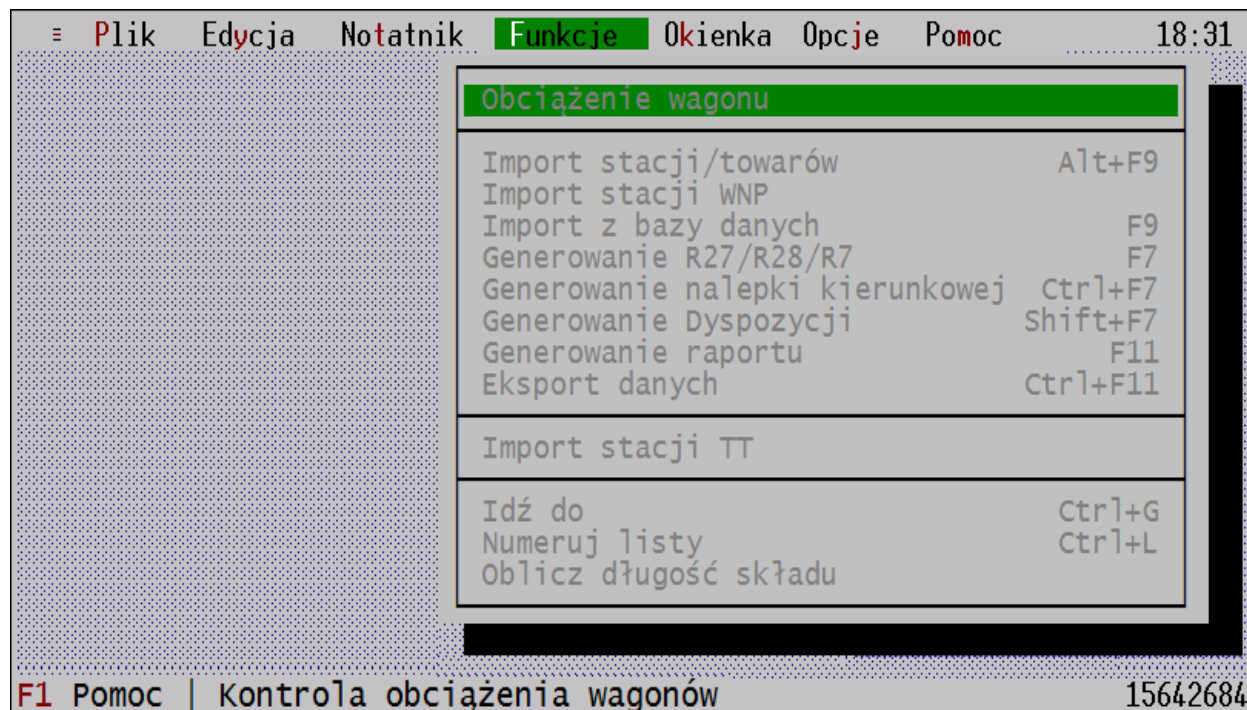 ≡ Plik Edycja Notatnik Funkcje Okienka Opcje Pomoc 18:31
Obciążenie wagonu
Import stacji/towarów Alt+F9
Import stacji WNP
Import z bazy danych F9
Generowanie R27/R28/R7 F7
Generowanie nalepki kierunkowej Ctrl+F7
Generowanie Dyspozycji Shift+F7
Generowanie raportu F11
Eksport danych Ctrl+F11
Import stacji TT
Idź do Ctrl+G
Numeruj listy Ctrl+L
Oblicz długość składu
F1 Pomoc | Kontrola obciążenia wagonów 15642684